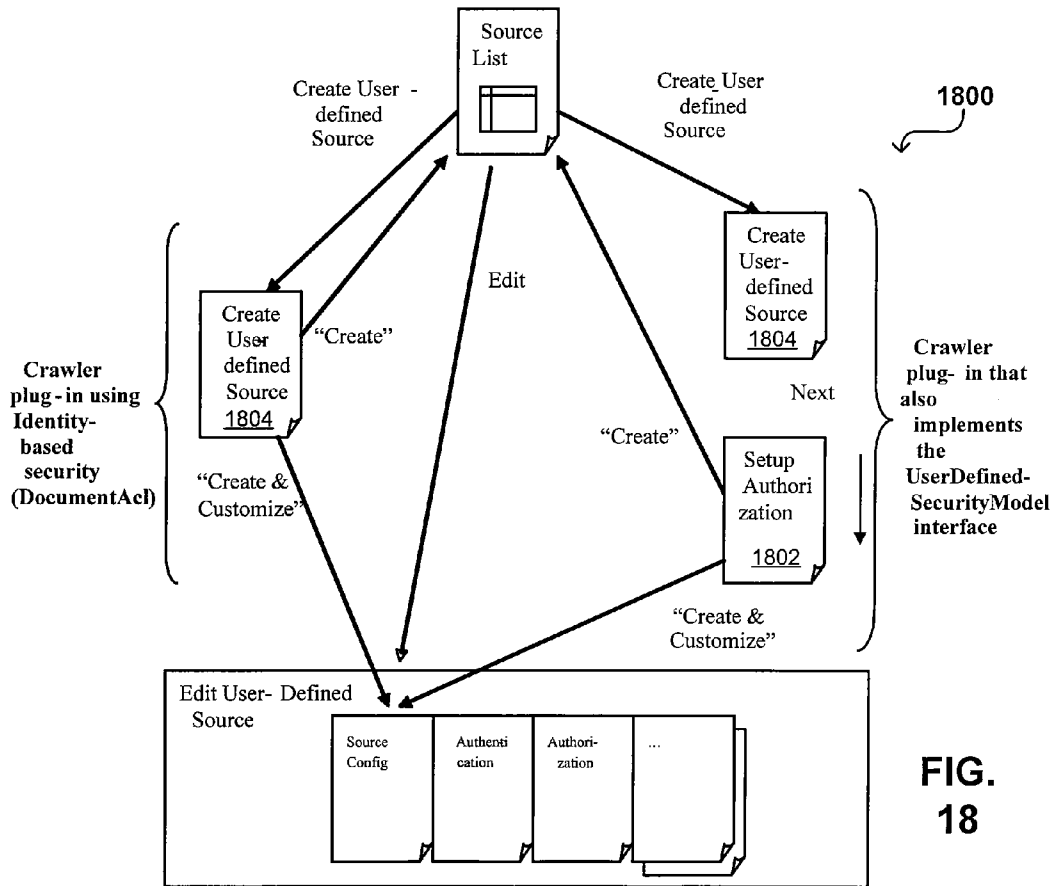 Source
List
Create User -
defined
Source
Create User
defined
Source
1800
Create
User-
defined
Source
1804
Edit
Create
User-
defined
Source
1804
"Create"
Crawler
plug - in using
Identity-
based
security
(DocumentAcl)
Next
Crawler
plug- in that
also
implements
the
UserDefined-
SecurityModel
interface
"Create"
"Create &
Customize"
Setup
Authori
zation
1802
"Create &
Customize"
Edit User- Defined
Source
Source
Config
Authenti
cation
Authori-
zation
...
FIG.
18